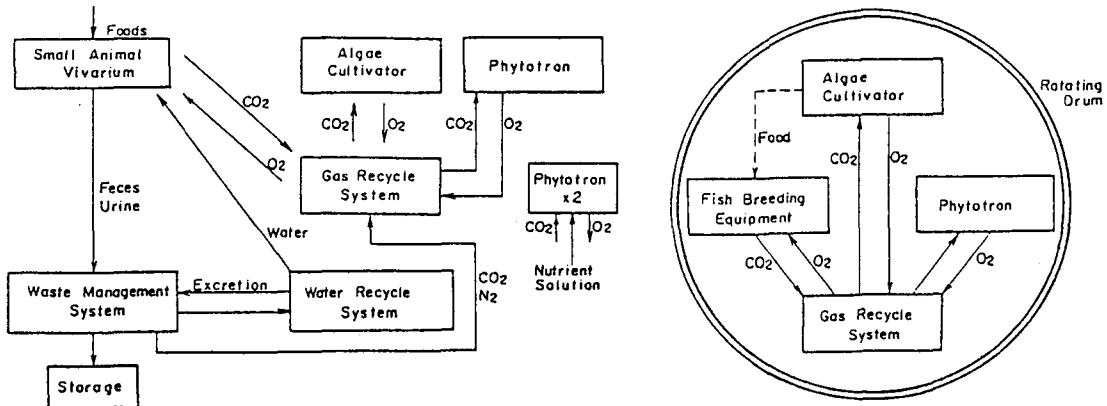 Foods
Small Animal
Vivarium
Algae
Cultivator
Phytotron
CO2
O2
CO2
O2
CO2
O2
Gas Recycle
System
Phytotron
x2
CO2
O2
Nutrient
Solution
Feces
Urine
Water
CO2
N2
Waste Management
System
Excretion
Water Recycle
System
Storage
Rotating
Drum
Algae
Cultivator
Food
CO2
O2
Fish Breeding
Equipment
Phytotron
CO2
O2
O2
Gas Recycle
System